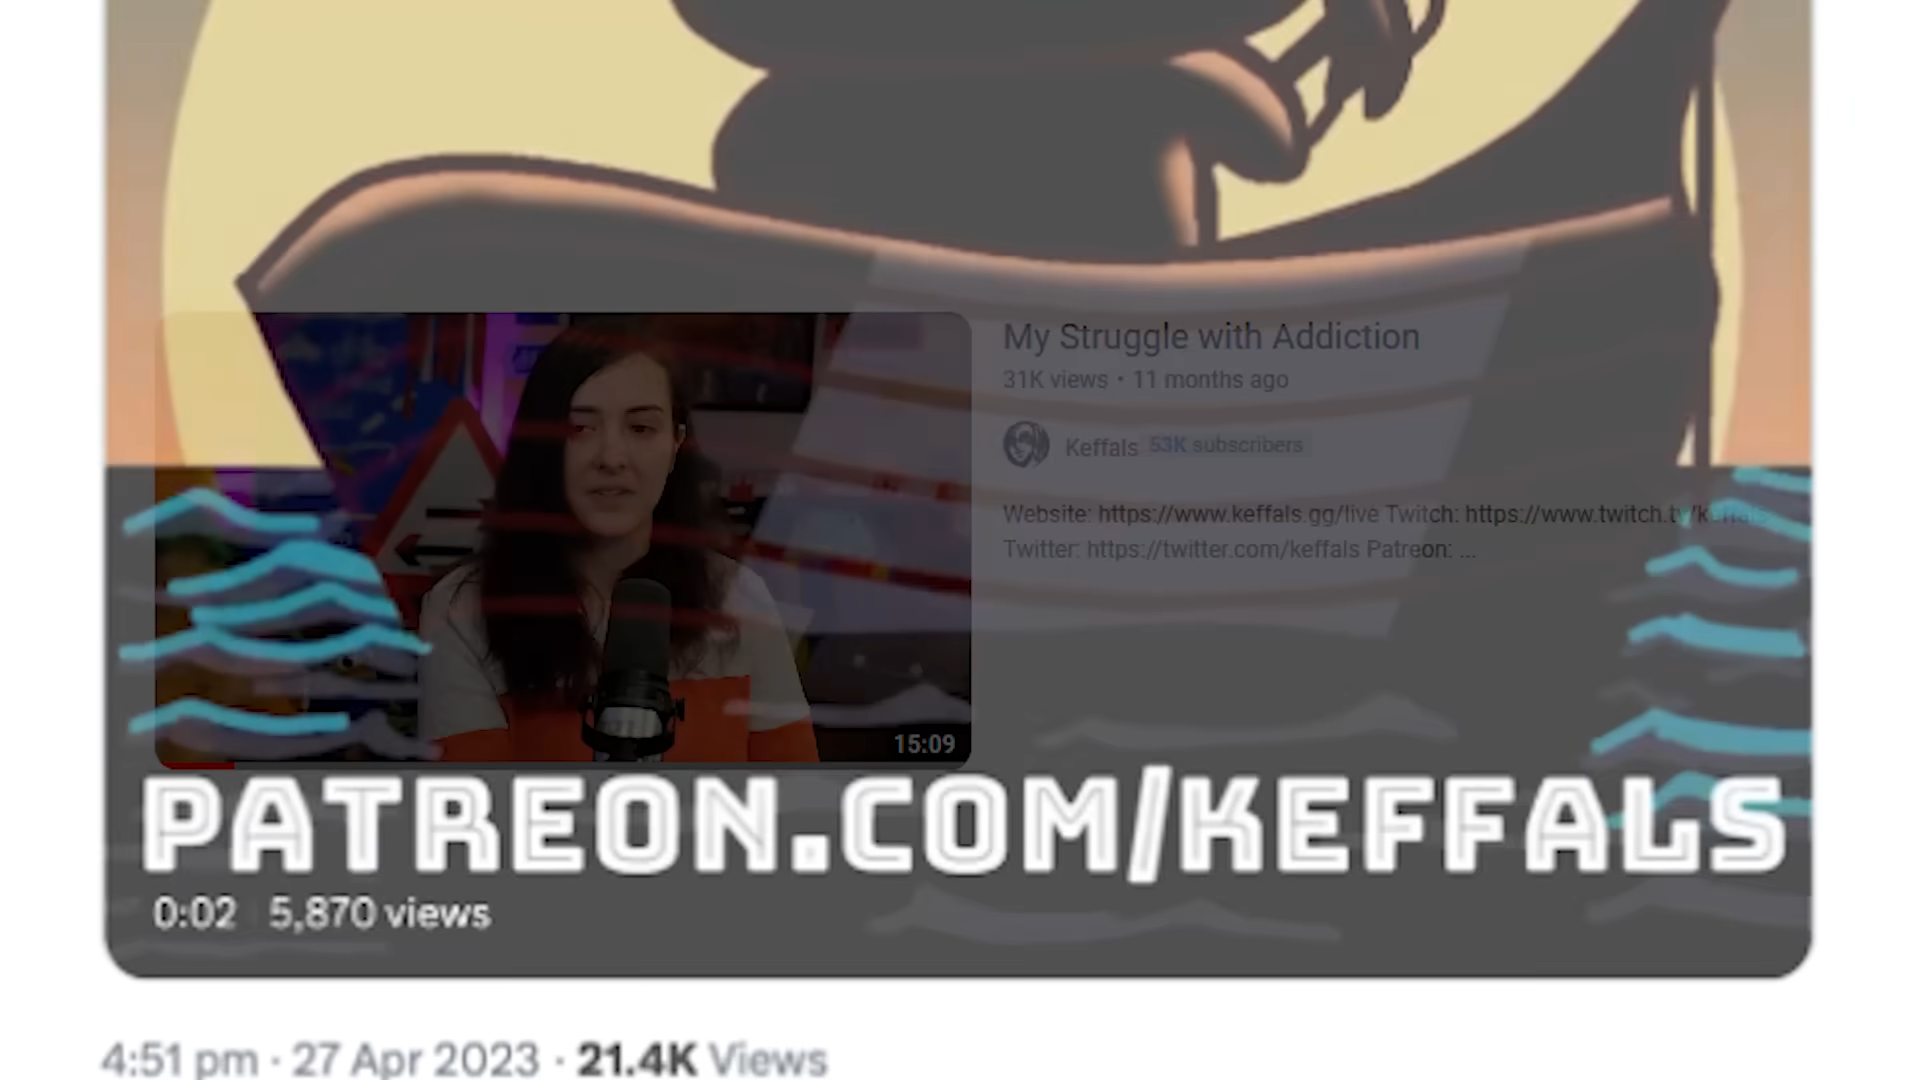 My Struggle with Addiction
31K views • 11 months ago
Keffals 53K subscribers
Website: https://www.keffals.gg/live Twitch: https://www.twitch.tv/keffals
Twitter: https://twitter.com/keffals Patreon: ...
15:09
PATREON.COM/KEFFALS
0:02 5,870 views
4:51 pm · 27 Apr 2023 · 21.4K Views